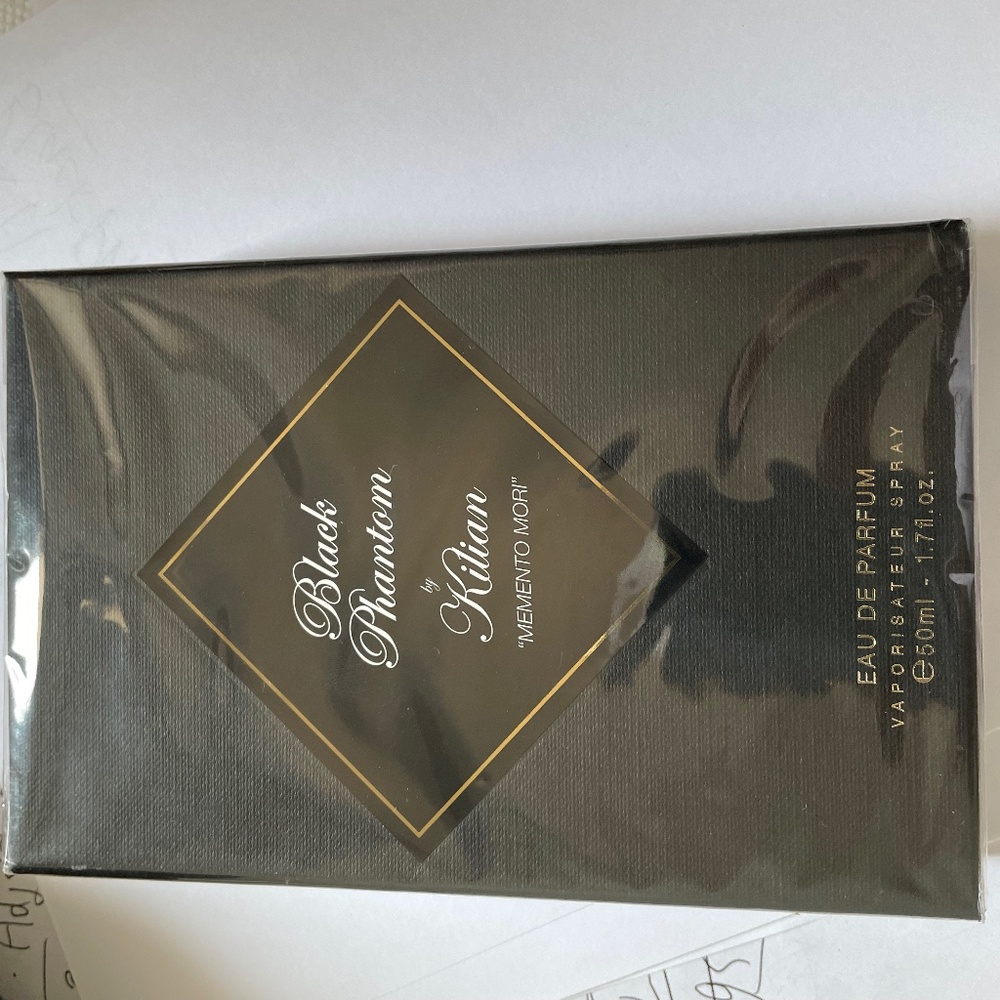 Black
Phantom
by
Kilian
"MEMENTO MORI"
EAU DE PARFUM
VAPORISATEUR SPRAY
℮50ml - 1.7fl.oz.